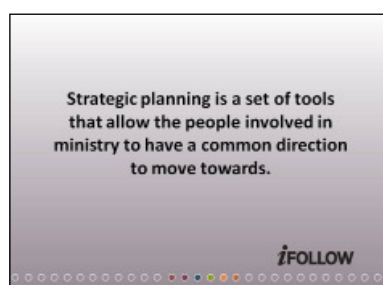 Strategic planning is a set of tools
that allow the people involved in
ministry to have a common direction
to move towards.
iFOLLOW